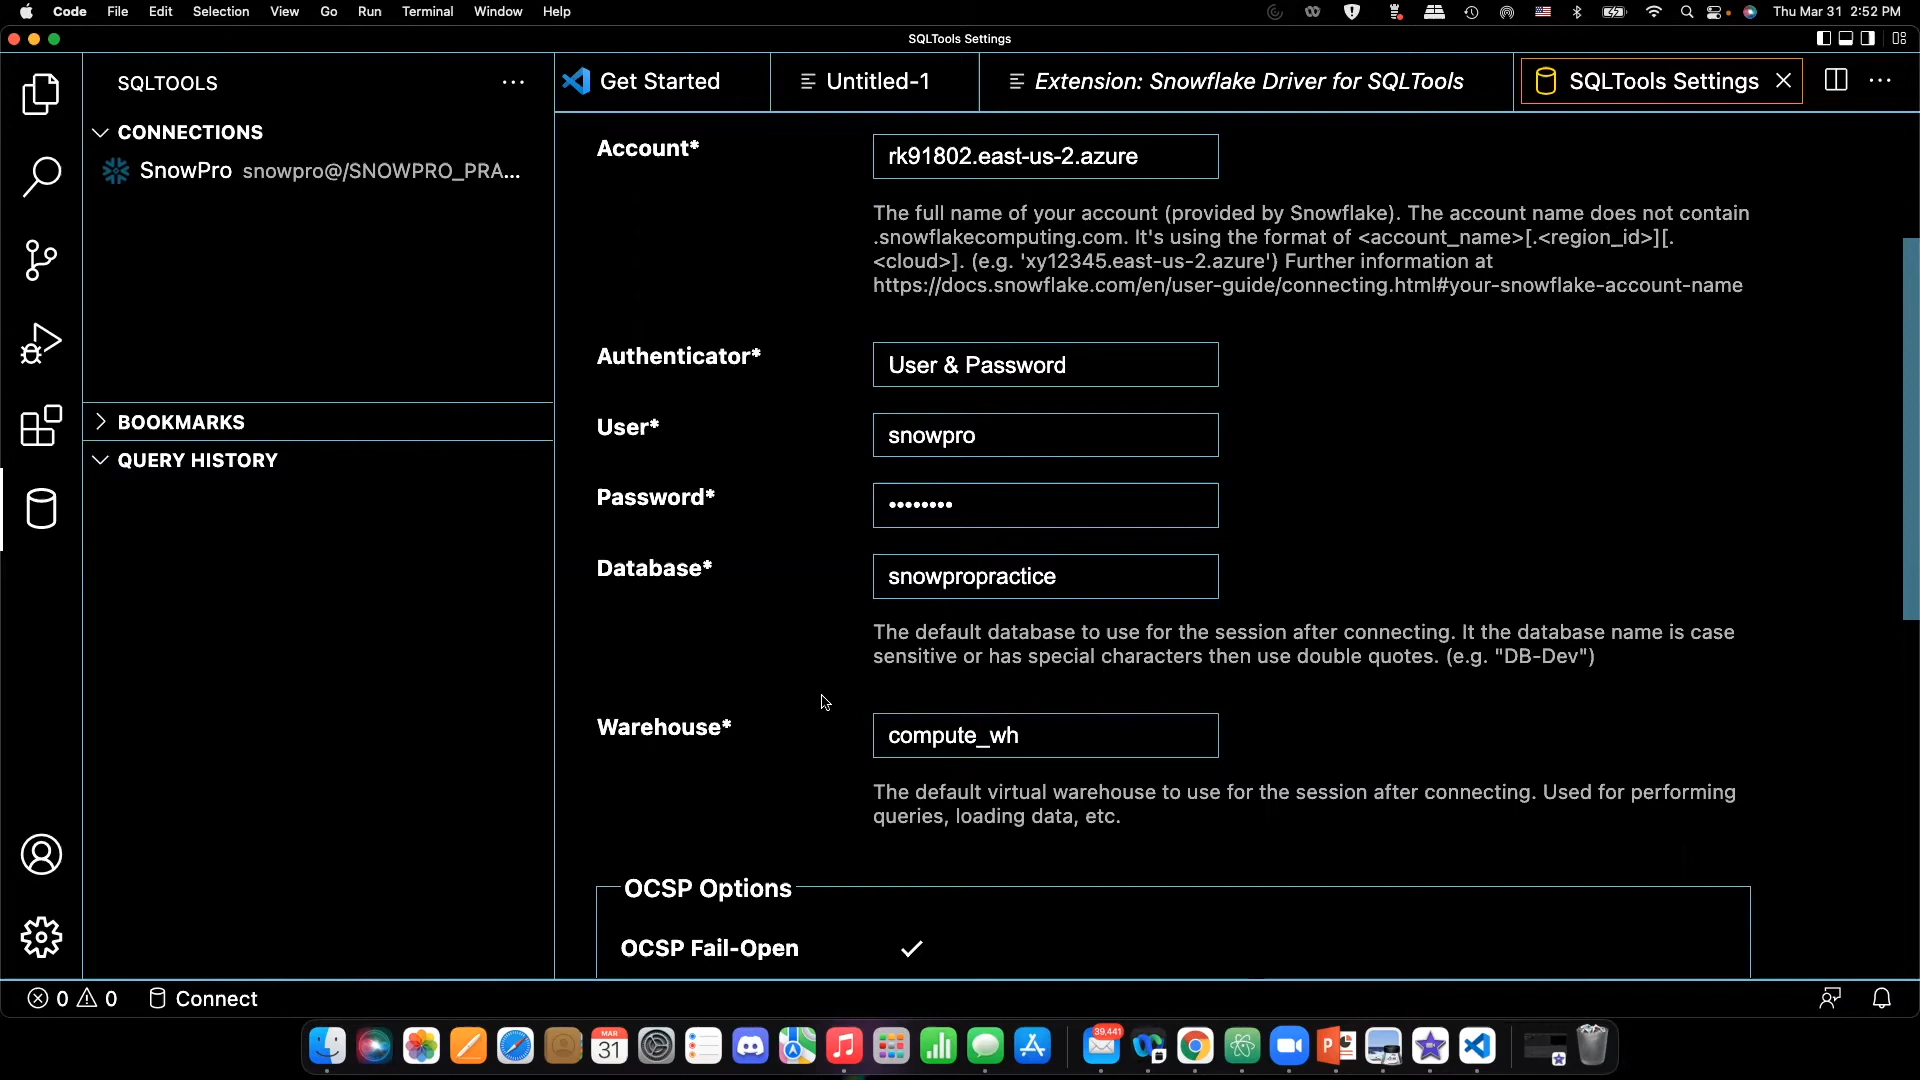 Code File Edit Selection View Go Run Terminal Window Help Thu Mar 31 2:52 PM
SQLTools Settings
SQLTOOLS
Get Started
Untitled-1
Extension: Snowflake Driver for SQLTools
SQLTools Settings
CONNECTIONS
SnowPro snowpro@/SNOWPRO_PRA...
BOOKMARKS
QUERY HISTORY
Account*
rk91802.east-us-2.azure
The full name of your account (provided by Snowflake). The account name does not contain
.snowflakecomputing.com. It's using the format of <account_name>[.<region_id>][.
<cloud>]. (e.g. 'xy12345.east-us-2.azure') Further information at
https://docs.snowflake.com/en/user-guide/connecting.html#your-snowflake-account-name
Authenticator*
User & Password
User*
snowpro
Password*
••••••••
Database*
snowpropractice
The default database to use for the session after connecting. It the database name is case
sensitive or has special characters then use double quotes. (e.g. "DB-Dev")
Warehouse*
compute_wh
The default virtual warehouse to use for the session after connecting. Used for performing
queries, loading data, etc.
OCSP Options
OCSP Fail-Open
0 0 Connect
MAR
31
39,441